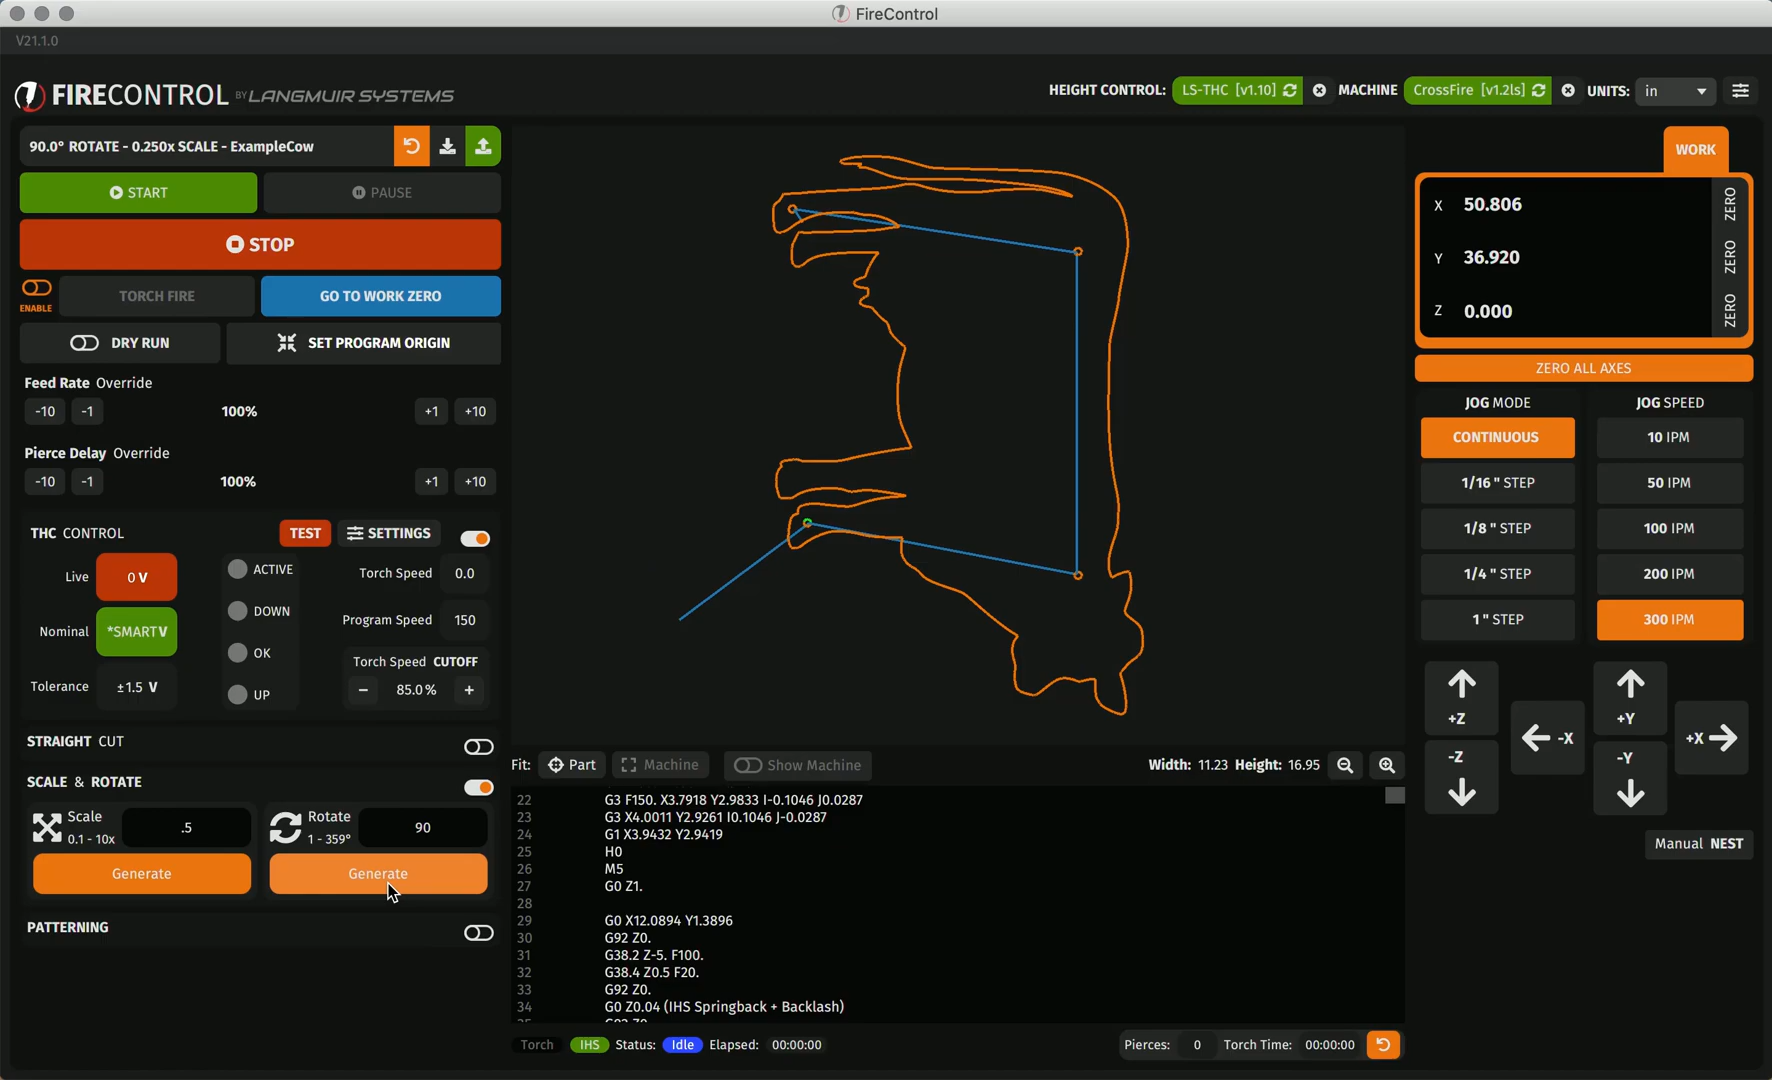 FireControl
V21.1.0
FIRECONTROL BY LANGMUIR SYSTEMS
HEIGHT CONTROL: LS-THC [v1.10] MACHINE CrossFire [v1.2ls] UNITS: in
90.0° ROTATE - 0.250x SCALE - ExampleCow
START PAUSE
STOP
ENABLE TORCH FIRE GO TO WORK ZERO
DRY RUN SET PROGRAM ORIGIN
Feed Rate Override
-10 -1 100% +1 +10
Pierce Delay Override
-10 -1 100% +1 +10
THC CONTROL TEST SETTINGS
Live 0 V ACTIVE Torch Speed 0.0
DOWN Program Speed 150
Nominal *SMART V
OK Torch Speed CUTOFF
Tolerance ±1.5 V UP - 85.0% +
STRAIGHT CUT
SCALE & ROTATE
Scale 0.1 - 10x .5 Rotate 1 - 359° 90
Generate Generate
PATTERNING
Fit: Part Machine Show Machine Width: 11.23 Height: 16.95
22 G3 F150. X3.7918 Y2.9833 I-0.1046 J0.0287
23 G3 X4.0011 Y2.9261 I0.1046 J-0.0287
24 G1 X3.9432 Y2.9419
25 H0
26 M5
27 G0 Z1.
28
29 G0 X12.0894 Y1.3896
30 G92 Z0.
31 G38.2 Z-5. F100.
32 G38.4 Z0.5 F20.
33 G92 Z0.
34 G0 Z0.04 (IHS Springback + Backlash)
35 G92 Z0.
Torch IHS Status: Idle Elapsed: 00:00:00 Pierces: 0 Torch Time: 00:00:00
WORK
X 50.806 ZERO
Y 36.920 ZERO
Z 0.000 ZERO
ZERO ALL AXES
JOG MODE JOG SPEED
CONTINUOUS 10 IPM
1/16 " STEP 50 IPM
1/8 " STEP 100 IPM
1/4 " STEP 200 IPM
1 " STEP 300 IPM
+Z +Y
-X +X
-Z -Y
Manual NEST